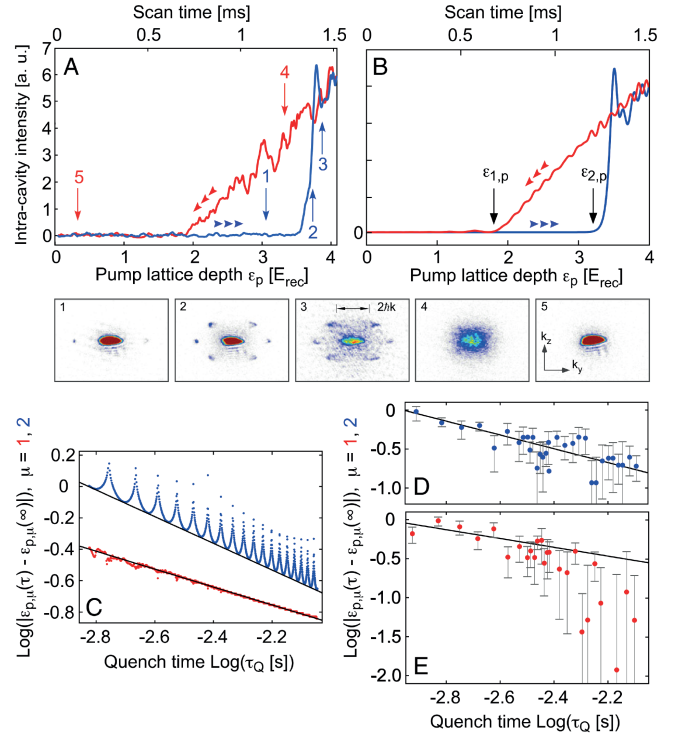 Scan time [ms]
Scan time [ms]
0 0.5 1 1.5
0 0.5 1 1.5
Intra-cavity intensity [a. u.]
7
6
5
4
3
2
1
0
A
5
4
1
3
2
0 1 2 3 4
Pump lattice depth εp [Erec]
B
ε1,p
ε2,p
0
0 1 2 3 4
Pump lattice depth εp [Erec]
1
2
3
2ħk
4
5
kz
ky
Log(|εp,μ(τ) - εp,μ(∞)|), μ = 1, 2
0.2
0
-0.2
-0.4
-0.6
-0.8
C
-2.8 -2.6 -2.4 -2.2
Quench time Log(τQ [s])
Log(|εp,μ(τ) - εp,μ(∞)|), μ = 1, 2
0
-0.5
-1.0
D
0
-0.5
-1.0
-1.5
-2.0
E
-2.8 -2.6 -2.4 -2.2
Quench time Log(τQ [s])